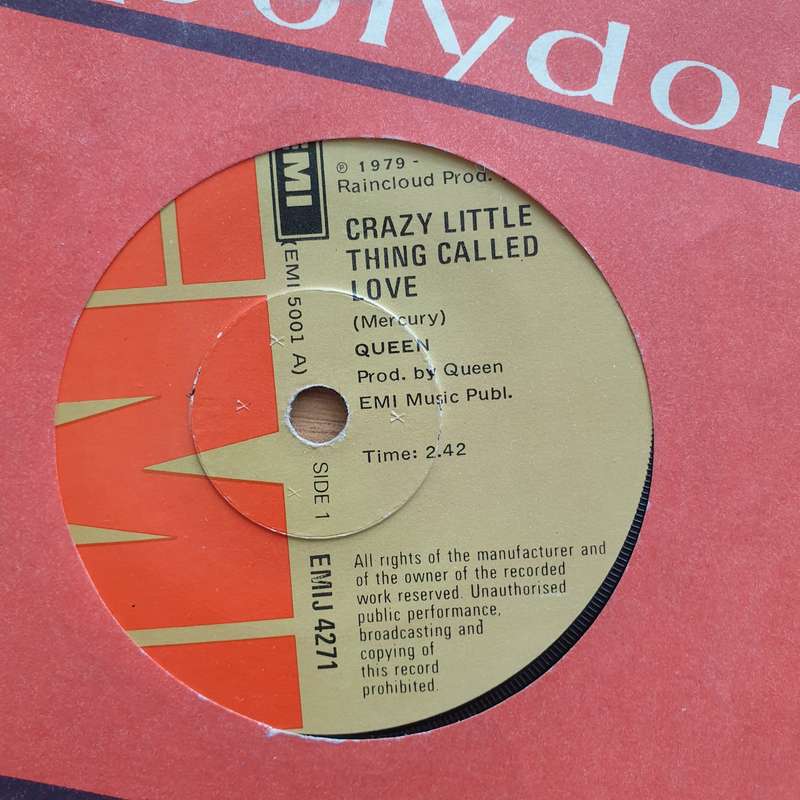 Polydor
EMI
℗ 1979 -
Raincloud Prod.
CRAZY LITTLE
THING CALLED
LOVE
(Mercury)
QUEEN
Prod. by Queen
EMI Music Publ.
Time: 2.42
(EMI 5001 A)
SIDE 1
EMIJ 4271
All rights of the manufacturer and
of the owner of the recorded
work reserved. Unauthorised
public performance,
broadcasting and
copying of
this record
prohibited.